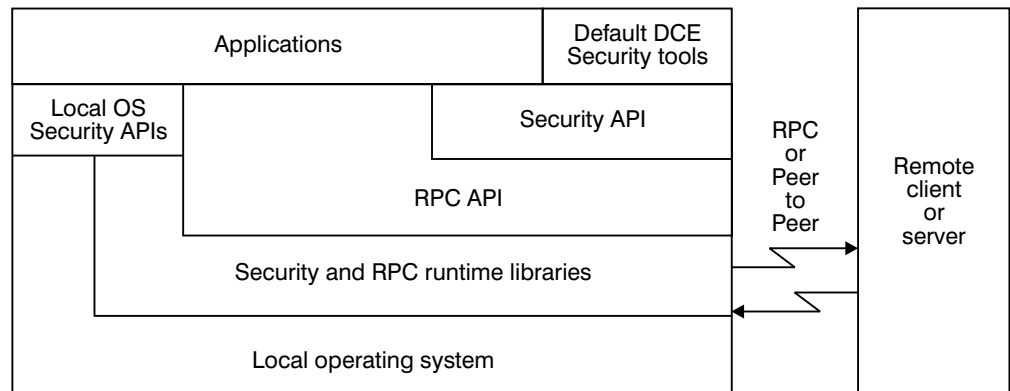 Applications
Default DCE
Security tools
Local OS
Security APIs
Security API
RPC API
Security and RPC runtime libraries
Local operating system
RPC
or
Peer
to
Peer
Remote
client
or
server